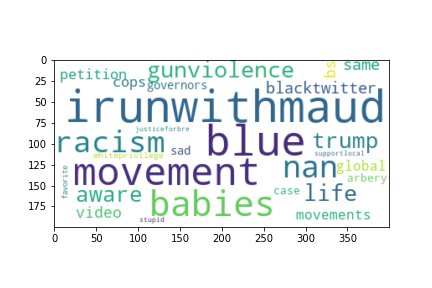 0
25
50
75
100
125
150
175
petition gunviolence .bs same
cops governors blacktwitter
irunwithmaud
justiceforbre
racism blue trump
whiteprivilege sad supportlocal
movement nan global
favorite arbery
aware babies case life
video stupid movements
0 50 100 150 200 250 300 350